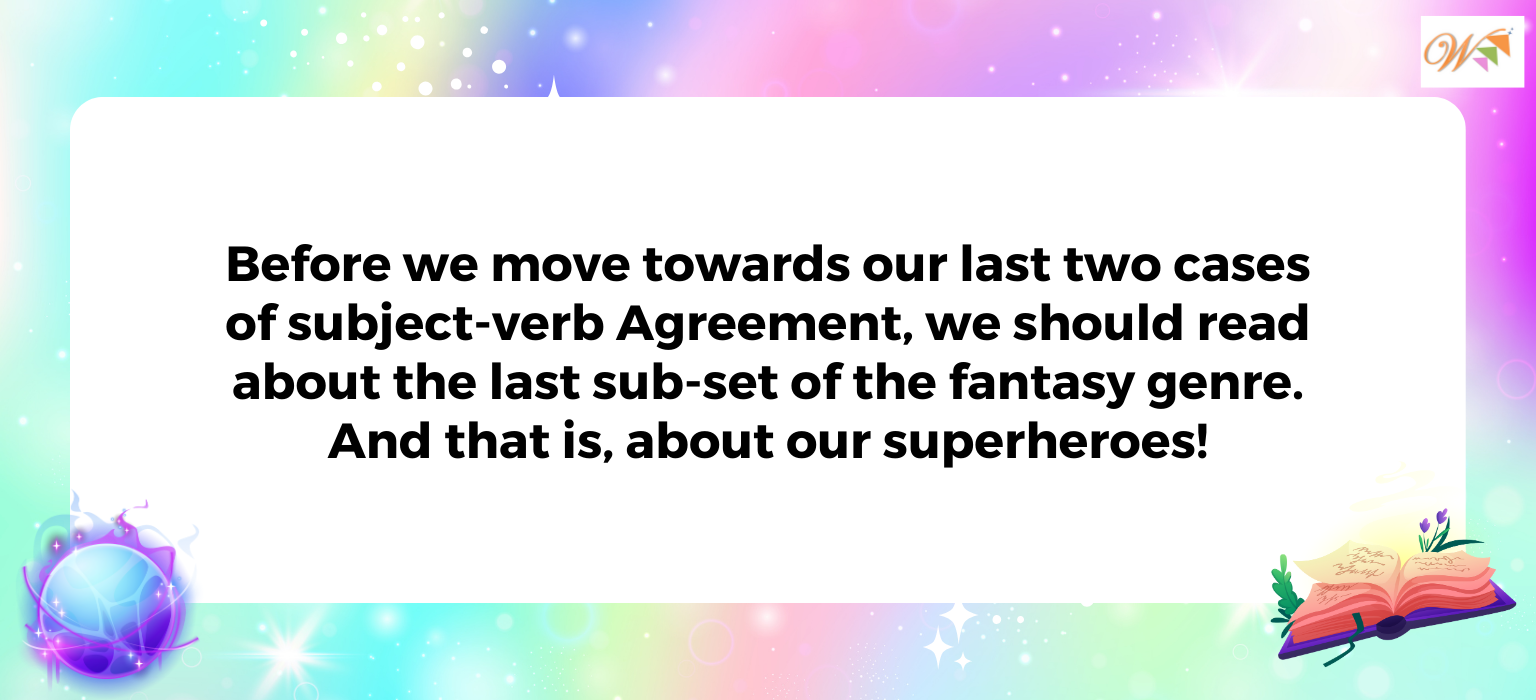 W
Before we move towards our last two cases
of subject-verb Agreement, we should read
about the last sub-set of the fantasy genre.
And that is, about our superheroes!